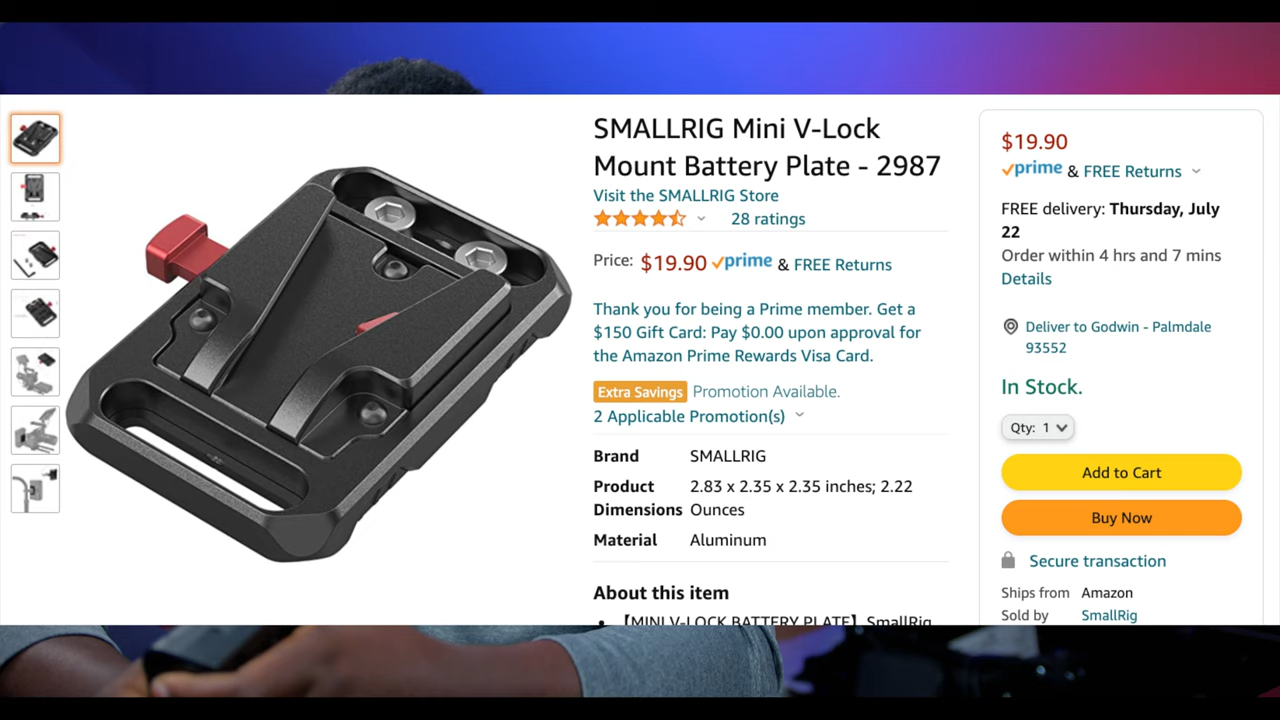 SMALLRIG Mini V-Lock
Mount Battery Plate - 2987
Visit the SMALLRIG Store
28 ratings
Price: $19.90 prime & FREE Returns
Thank you for being a Prime member. Get a
$150 Gift Card: Pay $0.00 upon approval for
the Amazon Prime Rewards Visa Card.
Extra Savings Promotion Available.
2 Applicable Promotion(s)
Brand SMALLRIG
Product 2.83 x 2.35 x 2.35 inches; 2.22
Dimensions Ounces
Material Aluminum
About this item
【MINI V-LOCK BATTERY PLATE】SmallRig
$19.90
prime & FREE Returns
FREE delivery: Thursday, July
22
Order within 4 hrs and 7 mins
Details
Deliver to Godwin - Palmdale
93552
In Stock.
Qty: 1
Add to Cart
Buy Now
Secure transaction
Ships from Amazon
Sold by SmallRig